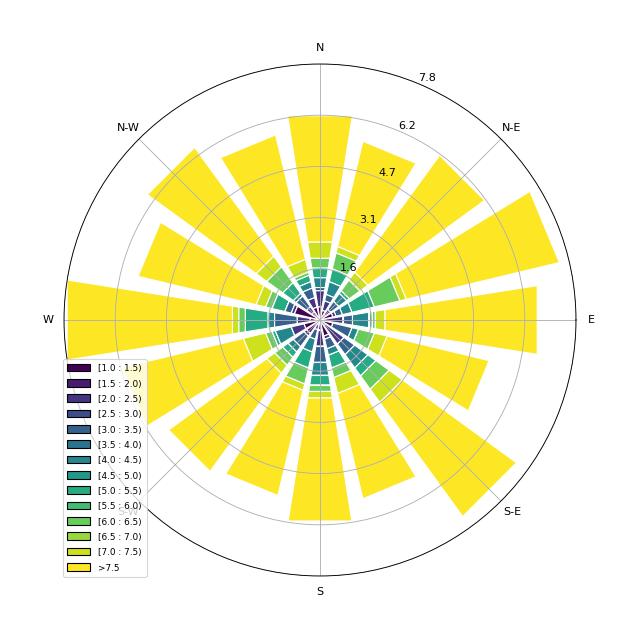 N
7.8
6.2
N-W
N-E
4.7
3.1
1.6
W
E
[1.0 : 1.5)
[1.5 : 2.0)
[2.0 : 2.5)
[2.5 : 3.0)
[3.0 : 3.5)
[3.5 : 4.0)
[4.0 : 4.5)
[4.5 : 5.0)
[5.0 : 5.5)
[5.5 : 6.0)
[6.0 : 6.5)
[6.5 : 7.0)
[7.0 : 7.5)
>7.5
S-W
S-E
S